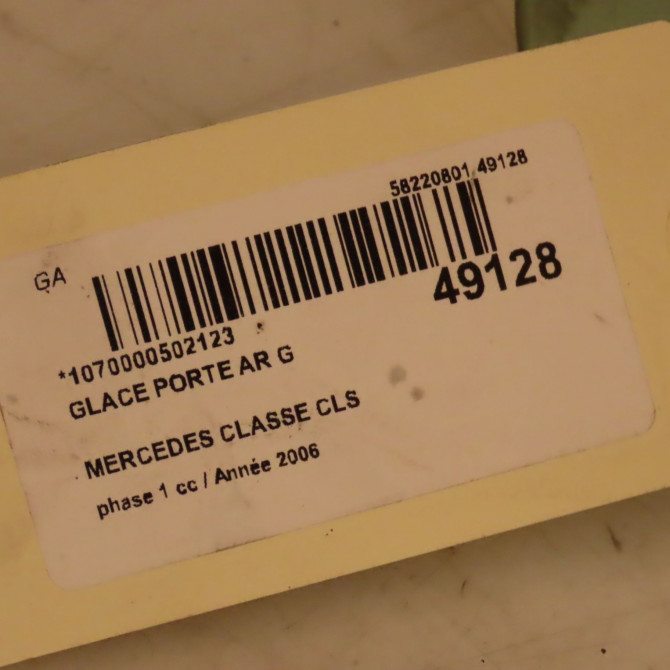 58220801 49128
GA
49128
*1070000502123
GLACE PORTE AR G
MERCEDES CLASSE CLS
phase 1 cc / Année 2006